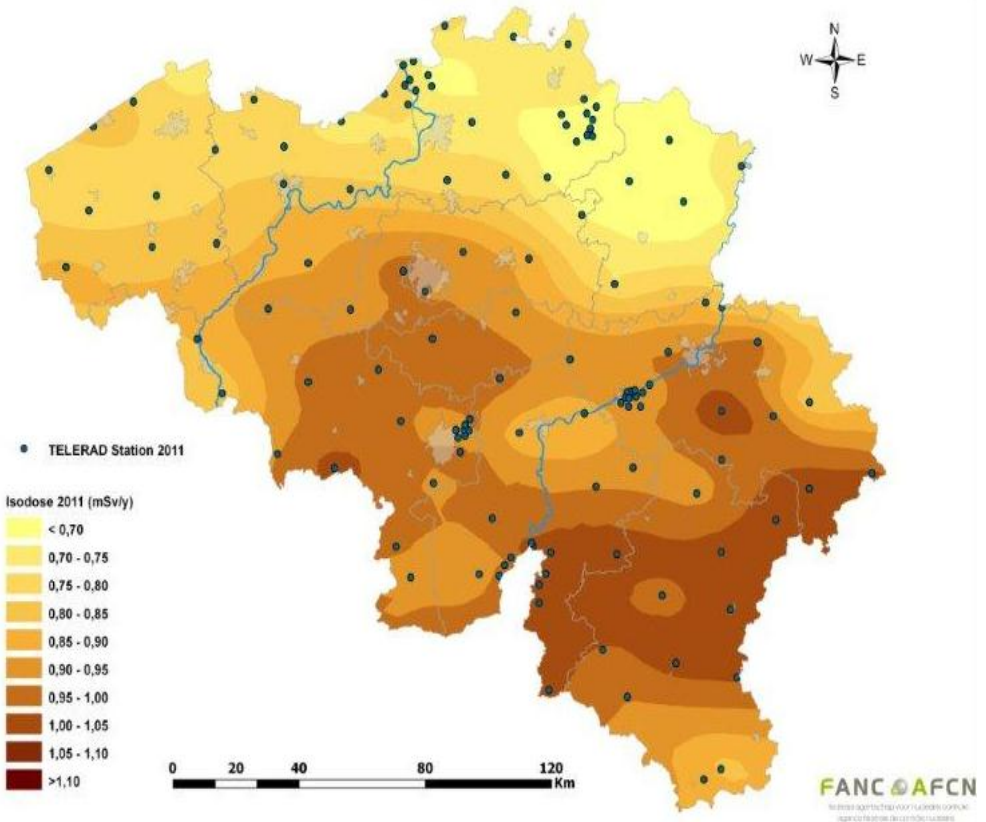 N
W E
S
TELERAD Station 2011
Isodose 2011 (mSv/y)
< 0,70
0,70 - 0,75
0,75 - 0,80
0,80 - 0,85
0,85 - 0,90
0,90 - 0,95
0,95 - 1,00
1,00 - 1,05
1,05 - 1,10
>1,10
0 20 40 80 120
Km
FANC AFCN